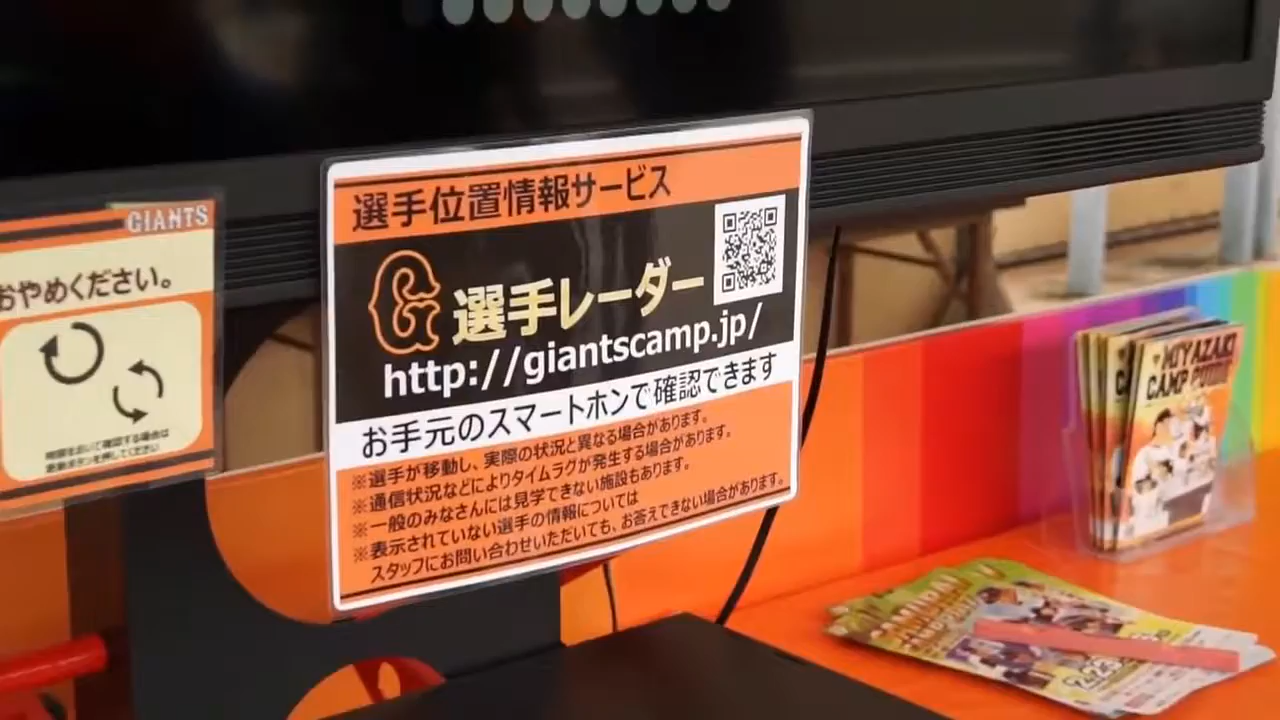 GIANTS
おやめください。
選手位置情報サービス
G 選手レーダー
http://giantscamp.jp/
お手元のスマートホンで確認できます
※選手が移動し、実際の状況と異なる場合があります。
※通信状況などによりタイムラグが発生する場合があります。
※一般のみなさんには見学できない施設もあります。
※表示されていない選手の情報については
スタッフにお問い合わせいただいても、お答えできない場合があります。
MIYAZAKI
CAMP GUIDE
SAMURAI